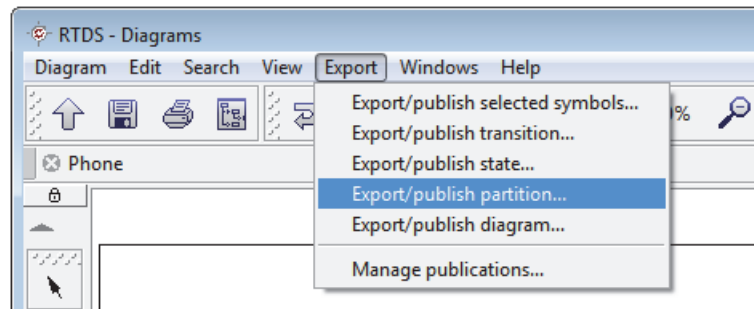 RTDS - Diagrams
Diagram Edit Search View Export Windows Help
Export/publish selected symbols...
%
Export/publish transition...
Phone
Export/publish state...
Export/publish partition...
Export/publish diagram...
Manage publications...